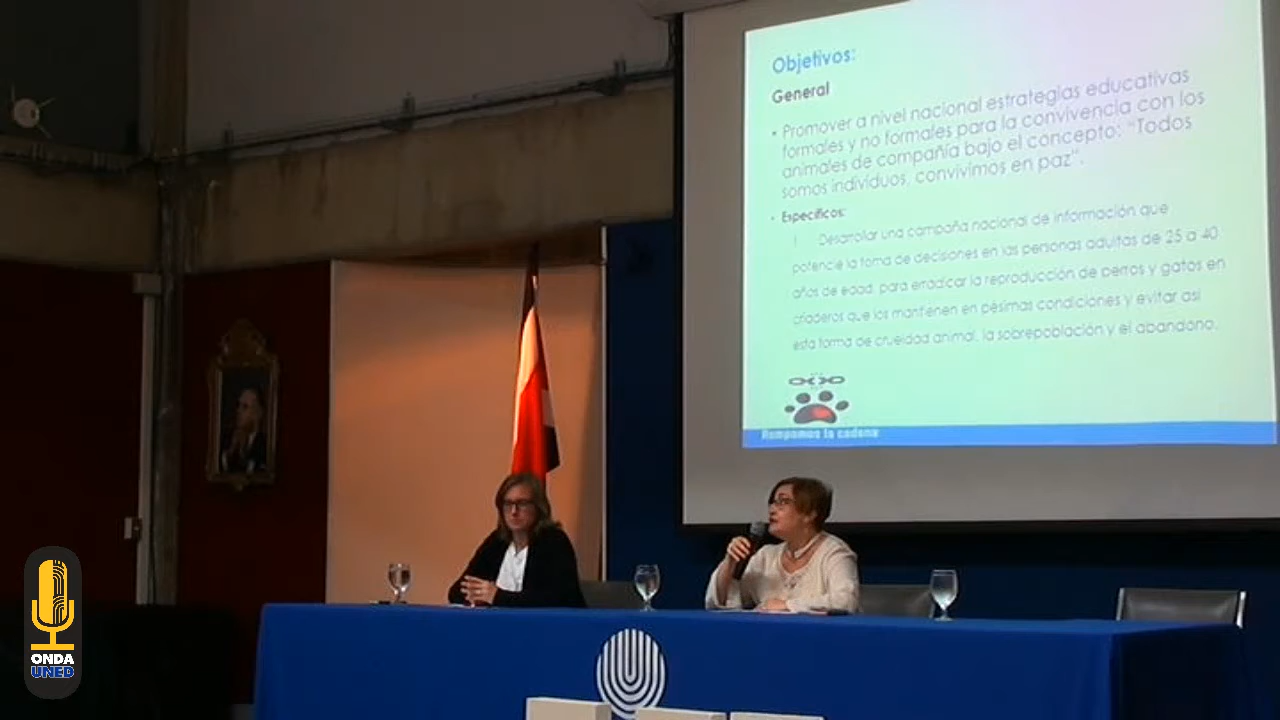 Objetivos:
General
• Promover a nivel nacional estrategias educativas
formales y no formales para la convivencia con los
animales de compañía bajo el concepto: “Todos
somos individuos, convivimos en paz”.
• Específicos:
1. Desarrollar una campaña nacional de información que
potencie la toma de decisiones en las personas adultas de 25 a 40
años de edad, para erradicar la reproducción de perros y gatos en
criaderos que los mantienen en pésimas condiciones y evitar así
esta forma de crueldad animal, la sobrepoblación y el abandono.
Rompamos la cadena
ONDA
UNED